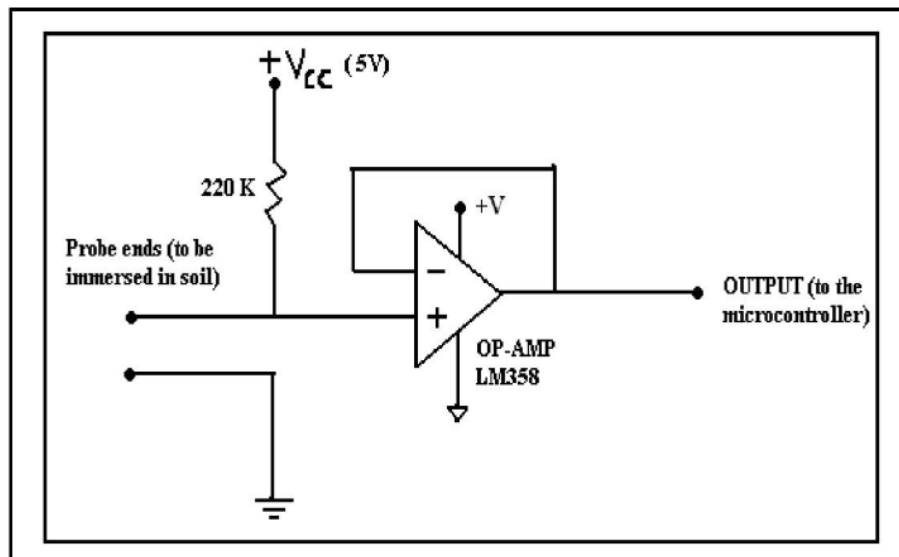 +VCC (5V)
220 K
+V
Probe ends (to be
immersed in soil)
−
+
OUTPUT (to the
microcontroller)
OP-AMP
LM358